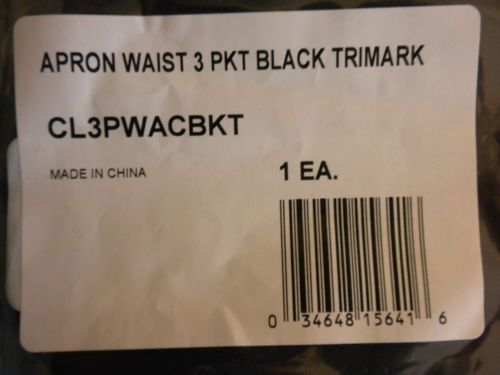 APRON WAIST 3 PKT BLACK TRIMARK
CL3PWACBKT
MADE IN CHINA 1 EA.
0 34648 15641 6